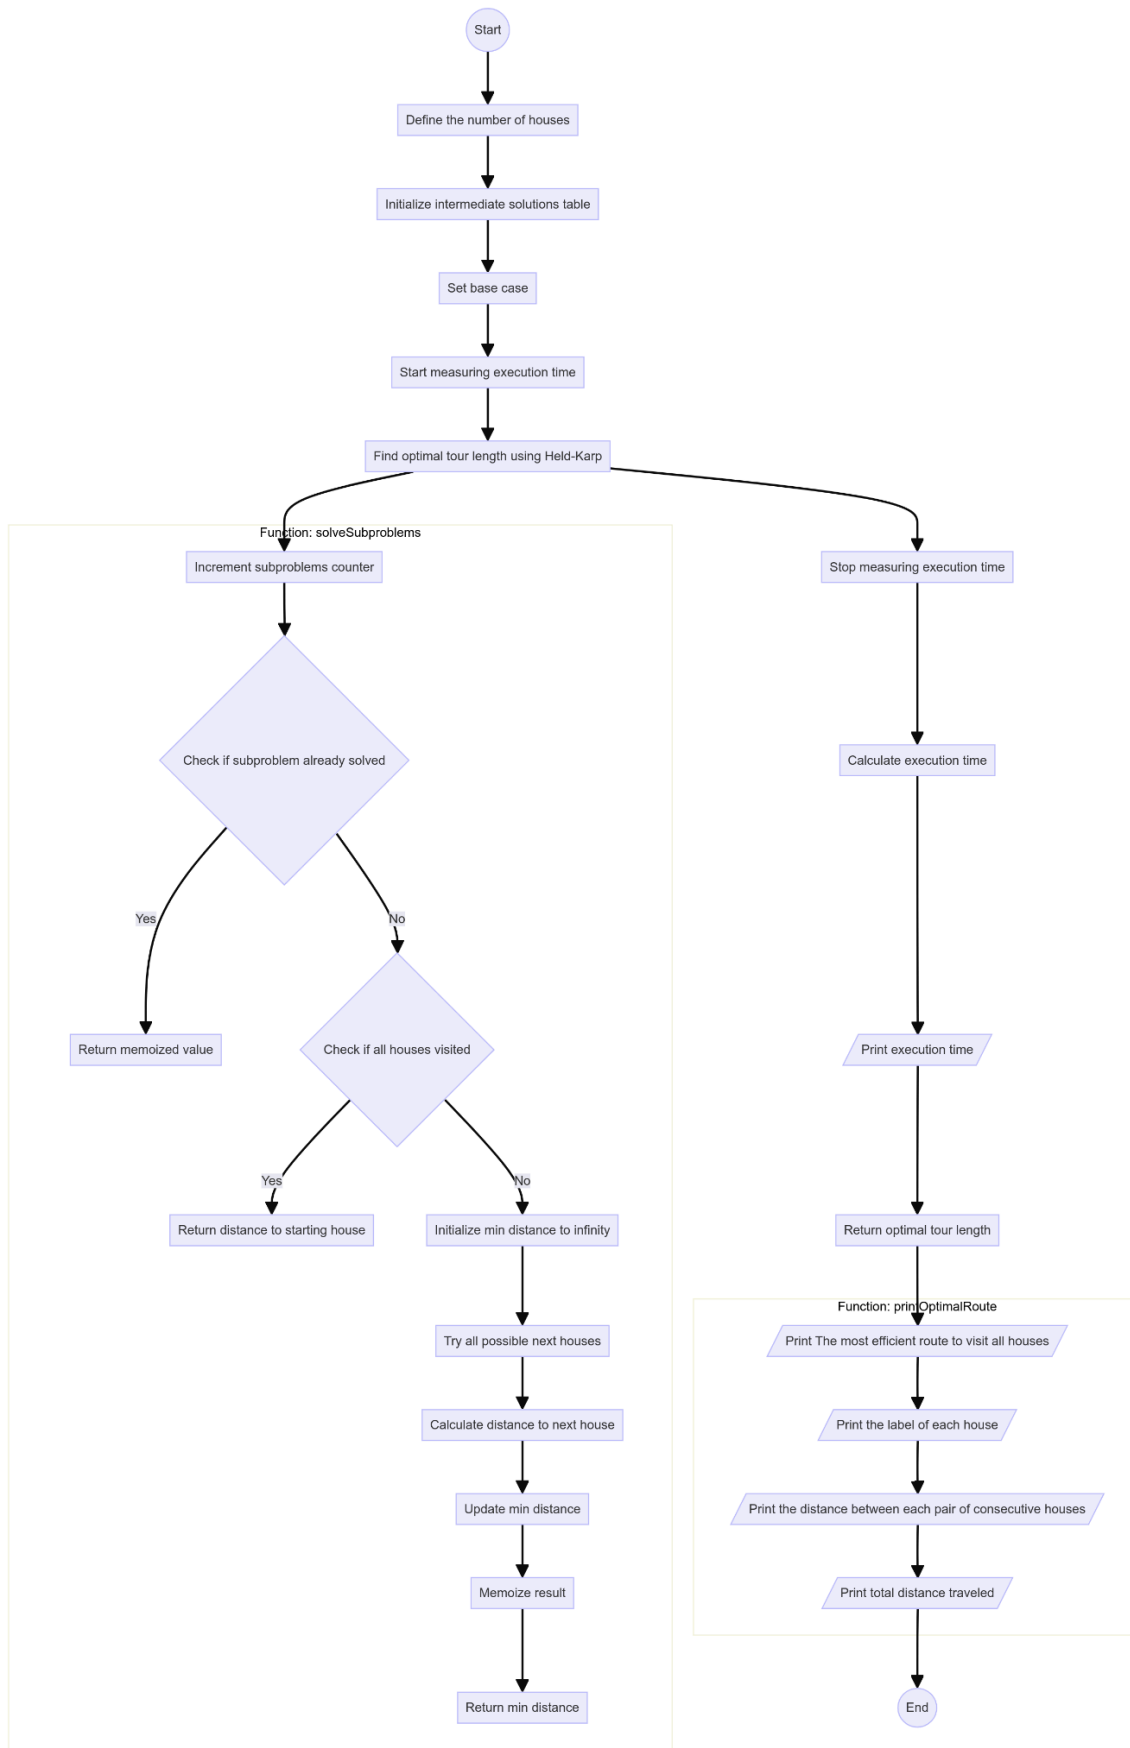 Start
Define the number of houses
Initialize intermediate solutions table
Set base case
Start measuring execution time
Find optimal tour length using Held-Karp
Function: solveSubproblems
Increment subproblems counter
Stop measuring execution time
Check if subproblem already solved
Calculate execution time
Yes
No
Return memoized value
Check if all houses visited
Print execution time
Yes
No
Return distance to starting house
Initialize min distance to infinity
Return optimal tour length
Function: printOptimalRoute
Try all possible next houses
Print The most efficient route to visit all houses
Calculate distance to next house
Print the label of each house
Update min distance
Print the distance between each pair of consecutive houses
Memoize result
Print total distance traveled
Return min distance
End